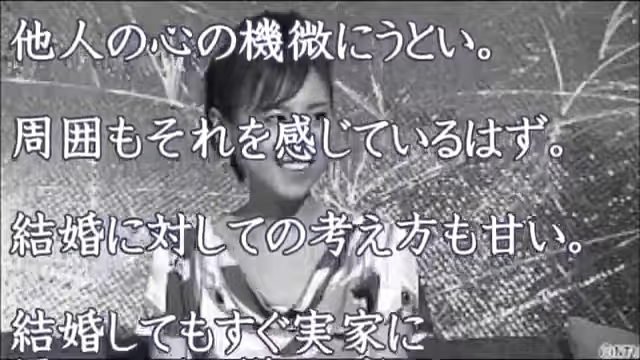 他人の心の機微にうとい。
周囲もそれを感じているはず。
結婚に対しての考え方も甘い。
結婚してもすぐ実家に